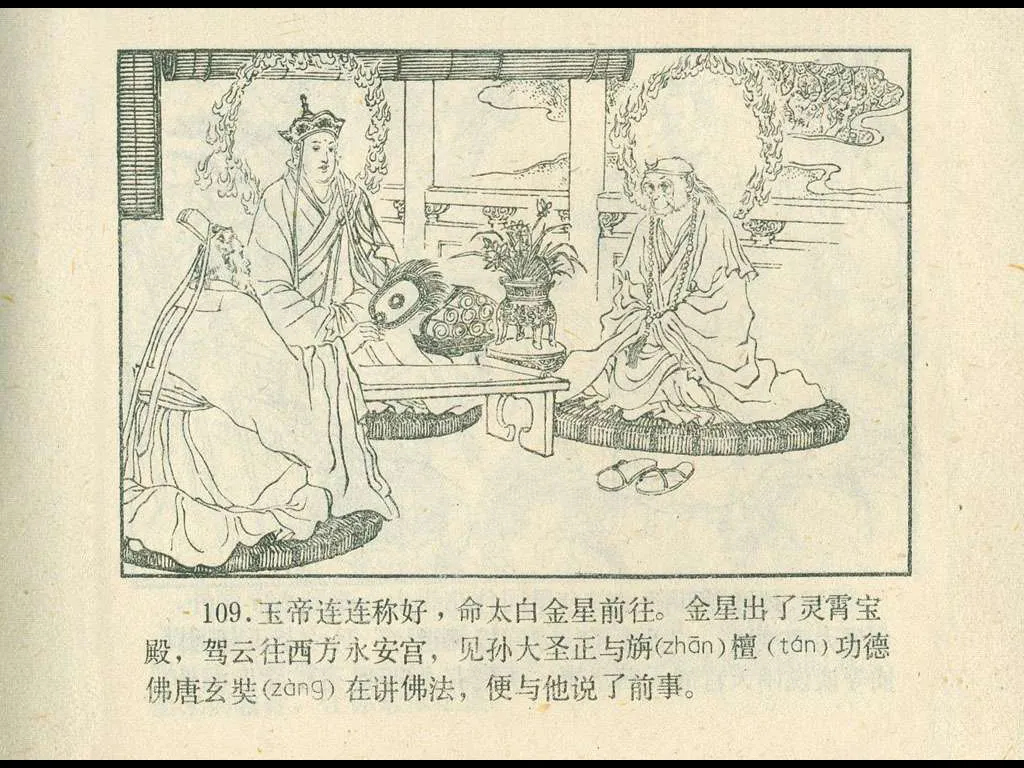 109.玉帝连连称好，命太白金星前往。金星出了灵霄宝
殿，驾云往西方永安宫，见孙大圣正与旃(zhān)檀(tán)功德
佛唐玄奘(zàng)在讲佛法，便与他说了前事。